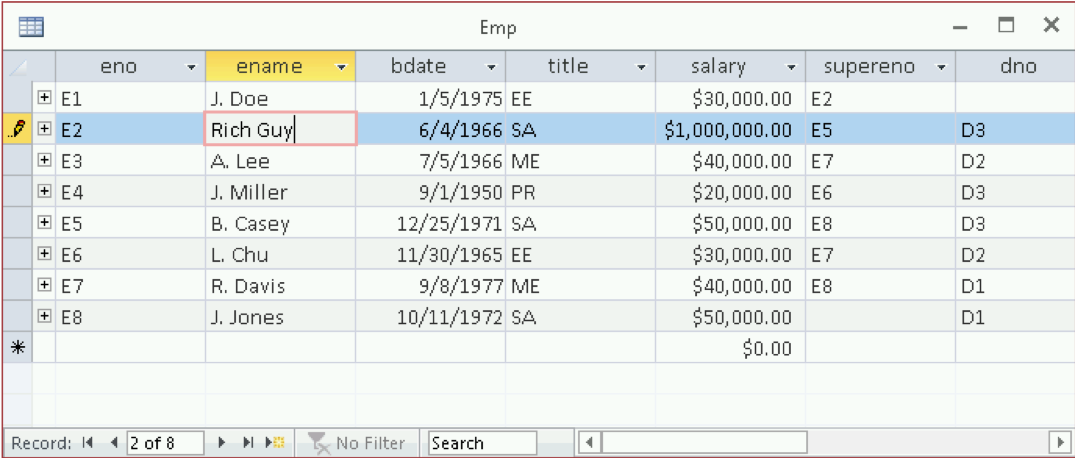 Emp
eno ename bdate title salary supereno dno
E1 J. Doe 1/5/1975 EE $30,000.00 E2
E2 Rich Guy 6/4/1966 SA $1,000,000.00 E5 D3
E3 A. Lee 7/5/1966 ME $40,000.00 E7 D2
E4 J. Miller 9/1/1950 PR $20,000.00 E6 D3
E5 B. Casey 12/25/1971 SA $50,000.00 E8 D3
E6 L. Chu 11/30/1965 EE $30,000.00 E7 D2
E7 R. Davis 9/8/1977 ME $40,000.00 E8 D1
E8 J. Jones 10/11/1972 SA $50,000.00 D1
$0.00
Record: 2 of 8 No Filter Search